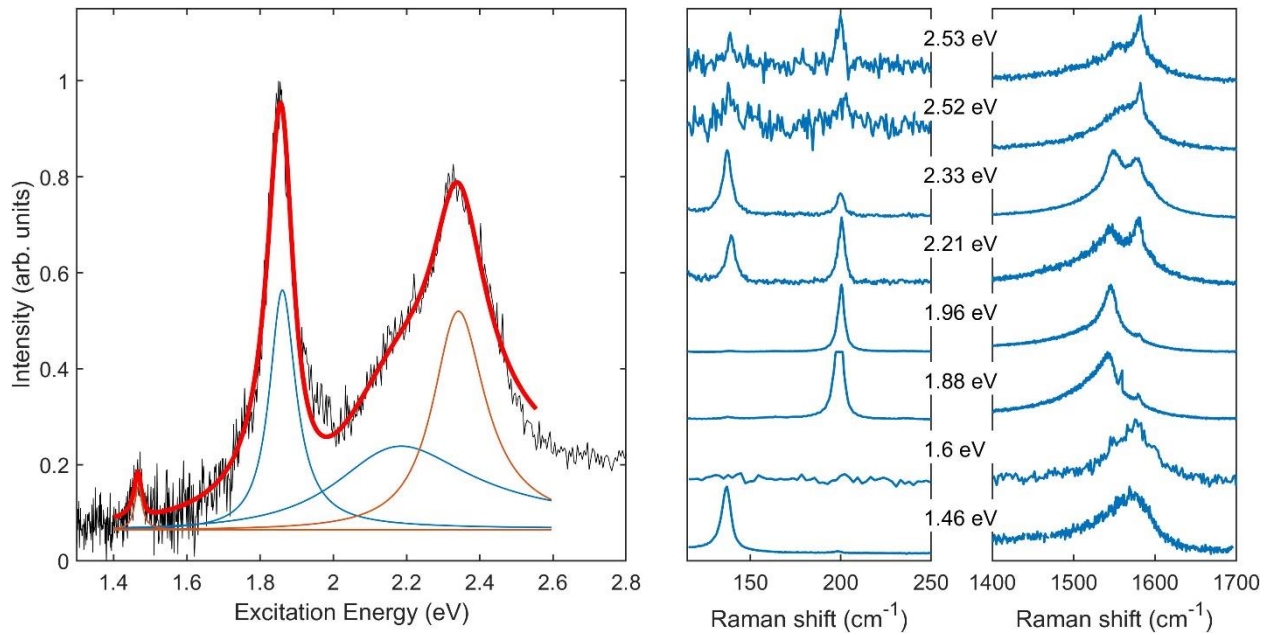 Intensity (arb. units)
1
0.8
0.6
0.4
0.2
0
1.4 1.6 1.8 2 2.2 2.4 2.6 2.8
Excitation Energy (eV)
2.53 eV
2.52 eV
2.33 eV
2.21 eV
1.96 eV
1.88 eV
1.6 eV
1.46 eV
150 200 250
Raman shift (cm⁻¹)
1400 1500 1600 1700
Raman shift (cm⁻¹)